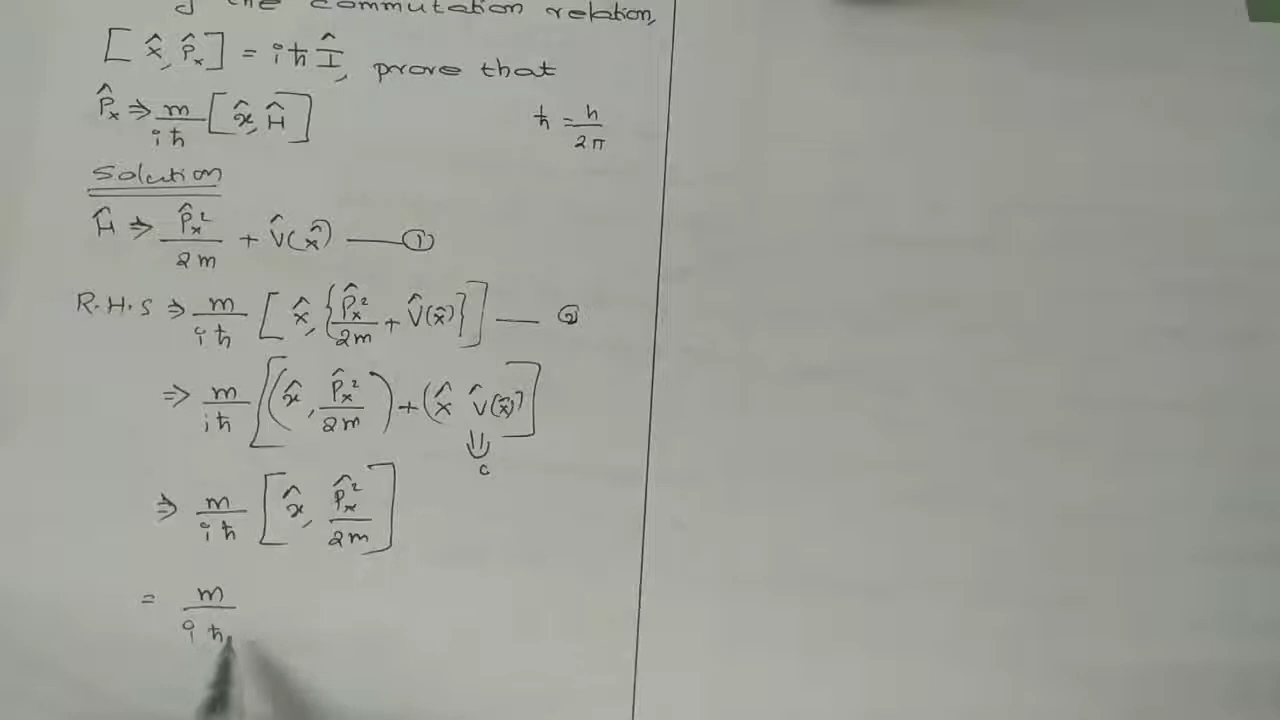 the commutation relation,
[x̂, P̂ₓ] = iħ Î, prove that
P̂ₓ ⇒ m/iħ [x̂, Ĥ]
ħ = h/2π
Solution
Ĥ ⇒ P̂ₓ²/2m + V̂(x̂) —— ①
R.H.S ⇒ m/iħ [x̂, {P̂ₓ²/2m + V̂(x̂)}] —— ②
⇒ m/iħ [(x̂, P̂ₓ²/2m) + (x̂ V̂(x̂)]
⇓
⇒ m/iħ [x̂, P̂ₓ²/2m]
= m/iħ